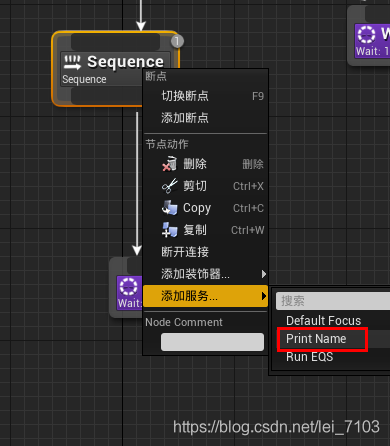 1
Sequence
Sequence
W
Wait: 1
断点
切换断点 F9
添加断点
节点动作
删除 删除
剪切 Ctrl+X
Copy Ctrl+C
复制 Ctrl+W
断开连接
添加装饰器...
Wait:
添加服务...
搜索
Default Focus
Node Comment
Print Name
Run EQS
https://blog.csdn.net/lei_7103